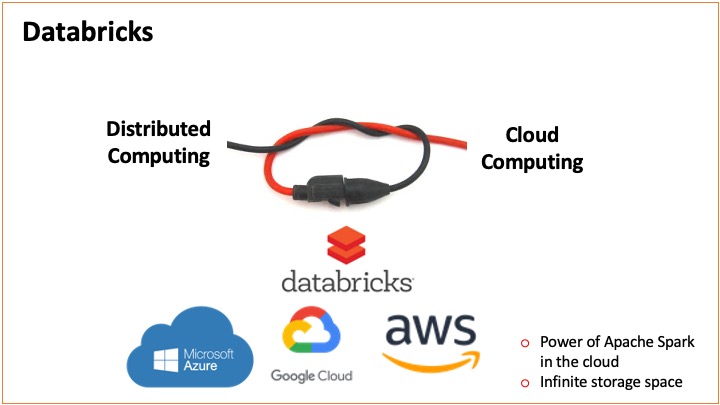 Databricks
Distributed
Computing
Cloud
Computing
databricks
Microsoft
Azure
Google Cloud
aws
Power of Apache Spark
in the cloud
Infinite storage space